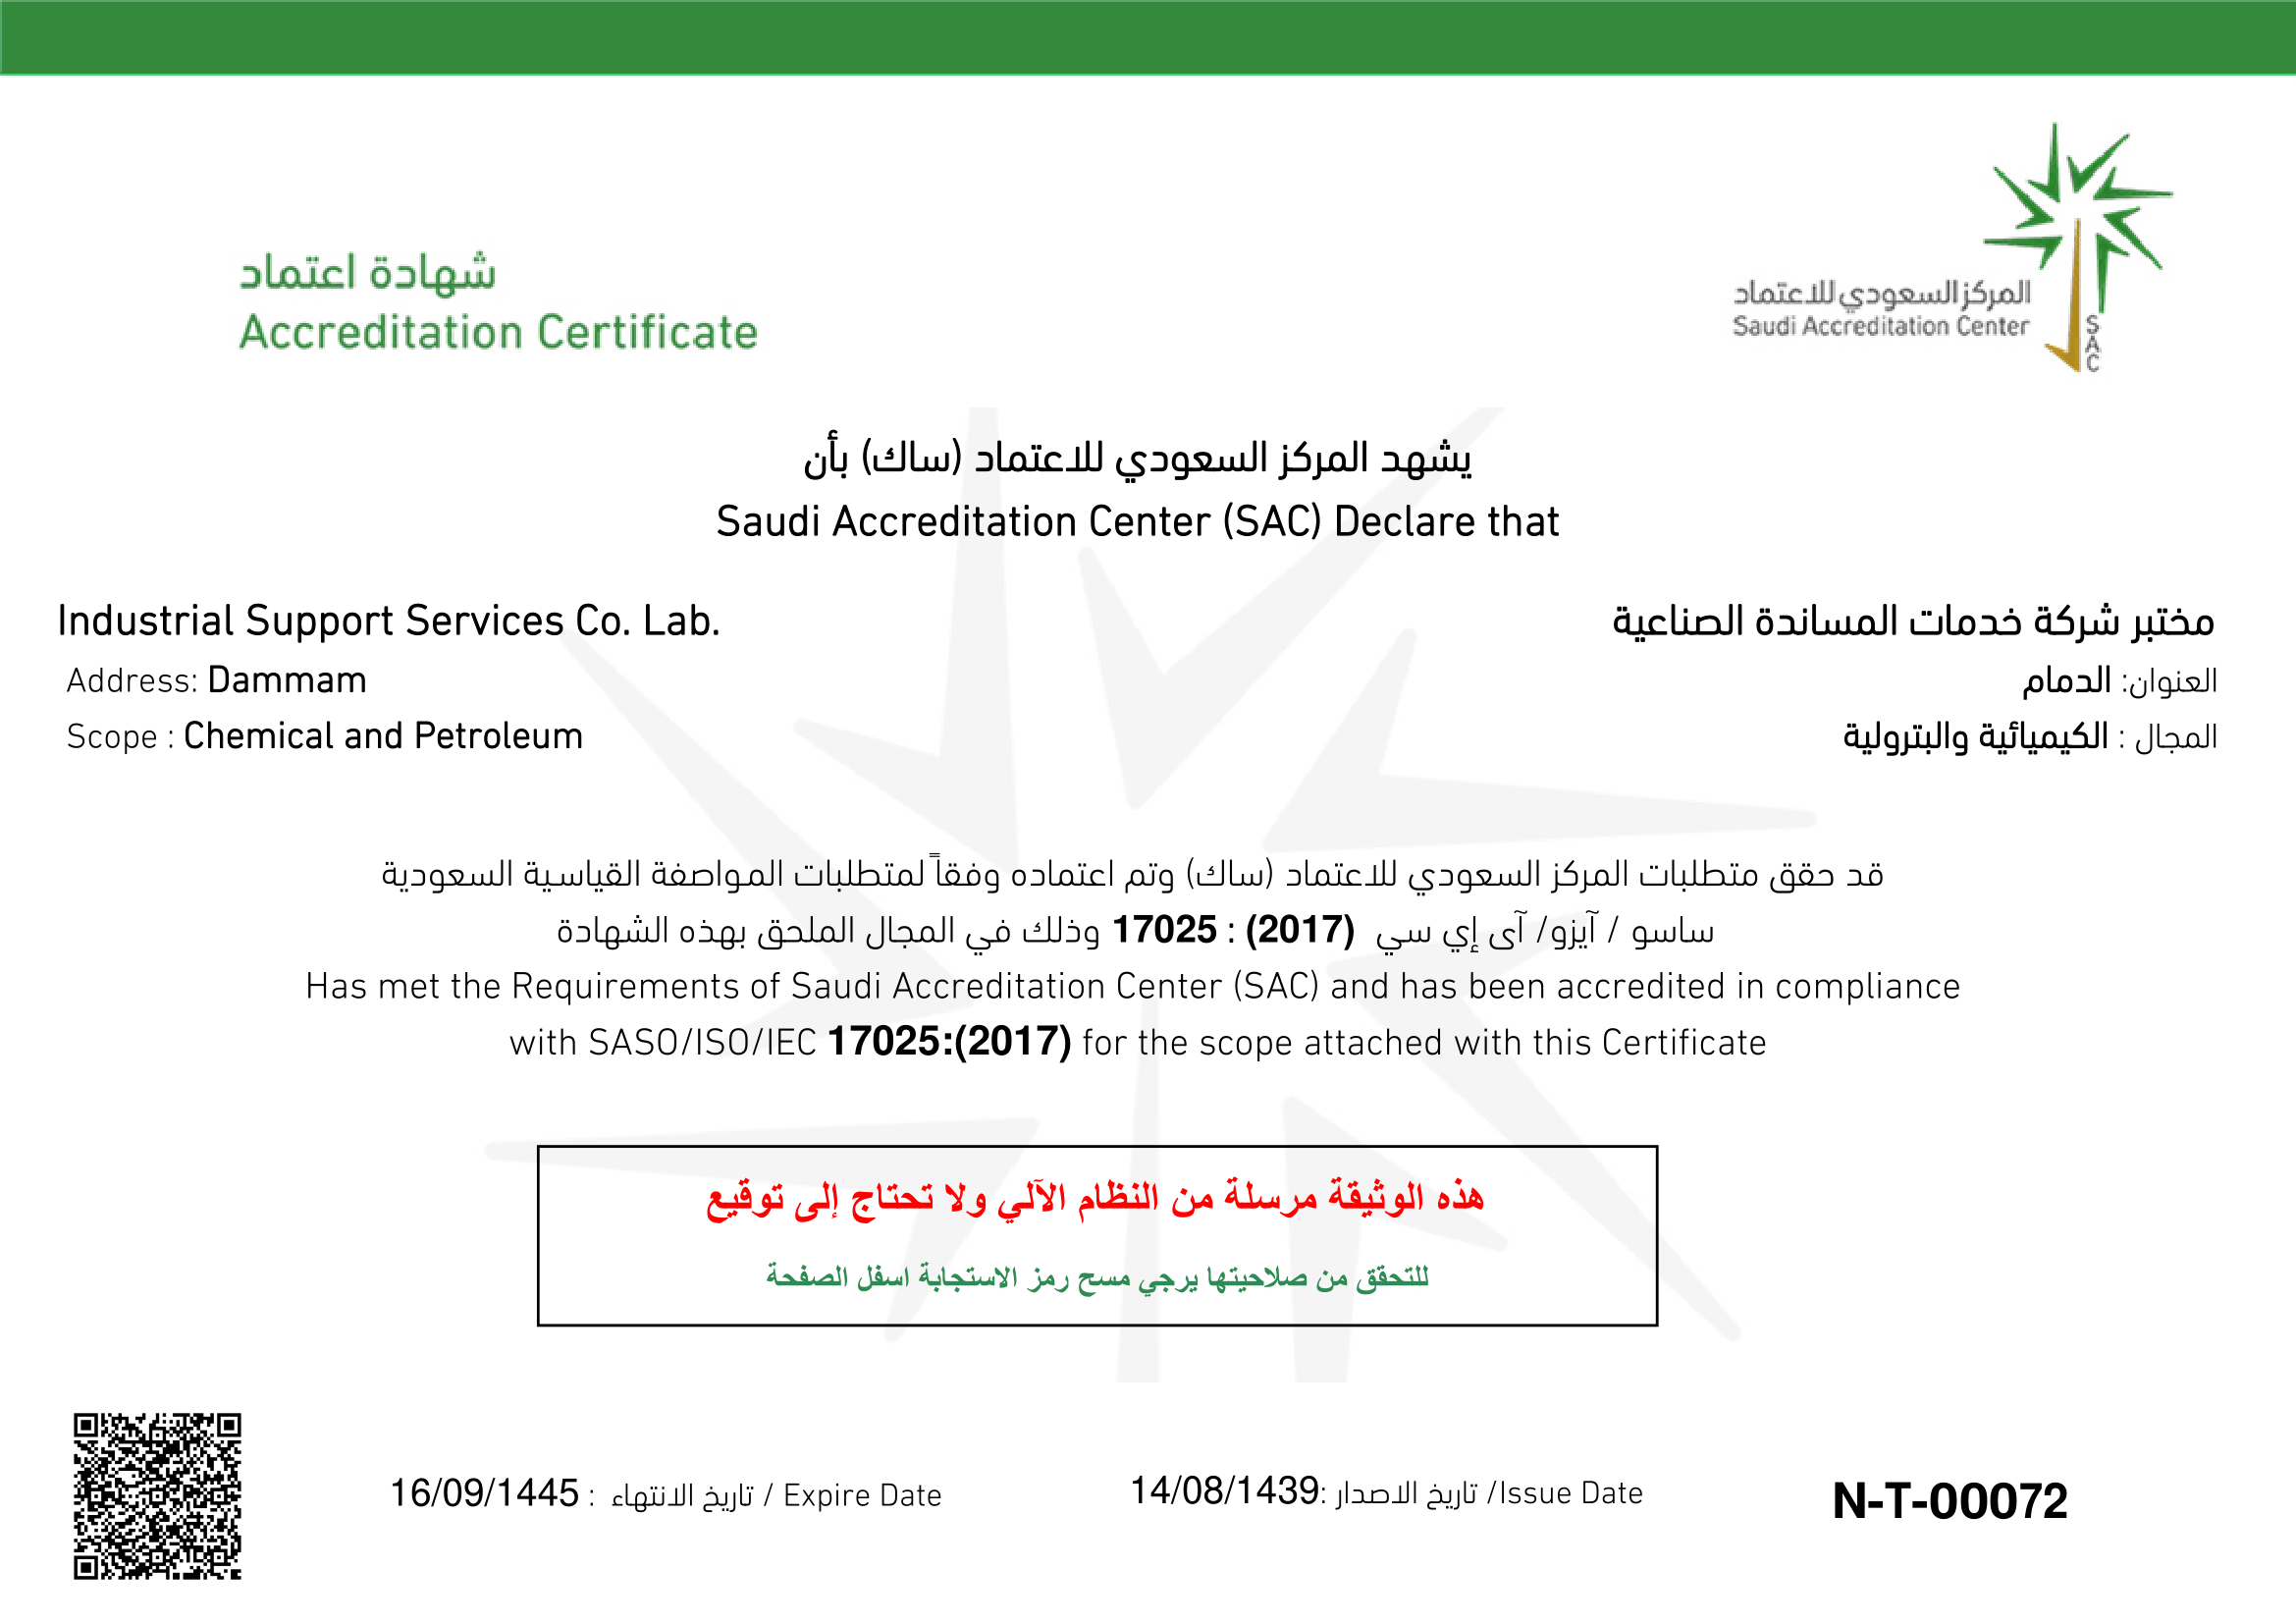 شهادة اعتماد
Accreditation Certificate
المركز السعودي للاعتماد
Saudi Accreditation Center
SAC
يشهد المركز السعودي للاعتماد (ساك) بأن
Saudi Accreditation Center (SAC) Declare that
Industrial Support Services Co. Lab.
Address: Dammam
Scope : Chemical and Petroleum
مختبر شركة خدمات المساندة الصناعية
العنوان: الدمام
المجال : الكيميائية والبترولية
قد حقق متطلبات المركز السعودي للاعتماد (ساك) وتم اعتماده وفقاً لمتطلبات المواصفة القياسية السعودية
ساسو / آيزو/ آى إي سي (2017) : 17025 وذلك في المجال الملحق بهذه الشهادة
Has met the Requirements of Saudi Accreditation Center (SAC) and has been accredited in compliance
with SASO/ISO/IEC 17025:(2017) for the scope attached with this Certificate
هذه الوثيقة مرسلة من النظام الآلي ولا تحتاج إلى توقيع
للتحقق من صلاحيتها يرجي مسح رمز الاستجابة اسفل الصفحة
16/09/1445 : تاريخ الانتهاء / Expire Date
14/08/1439: تاريخ الاصدار /Issue Date
N-T-00072